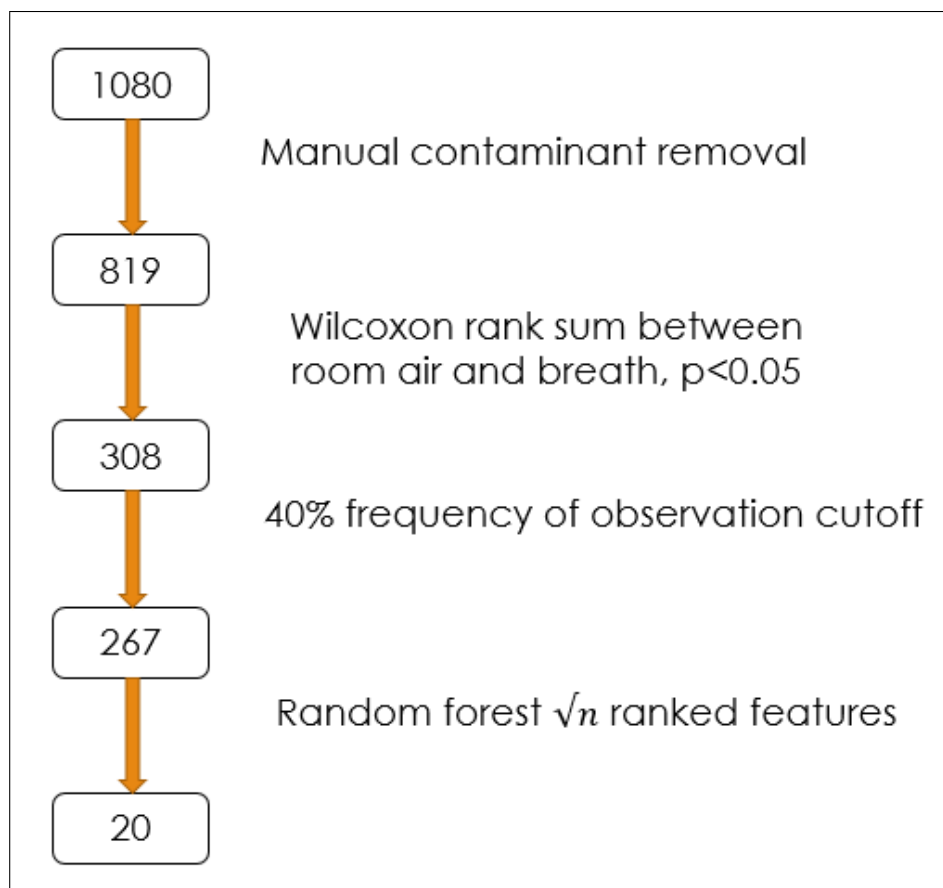 1080
Manual contaminant removal
819
Wilcoxon rank sum between
room air and breath, p<0.05
308
40% frequency of observation cutoff
267
Random forest √n ranked features
20